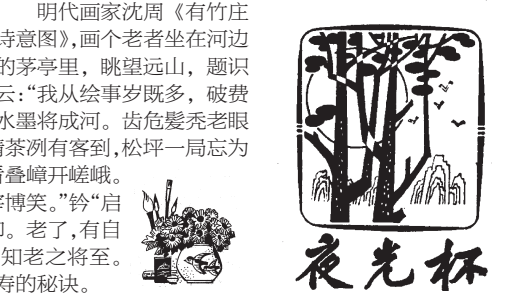 明代画家沈周《有竹庄
诗意图》,画个老者坐在河边
的茅亭里，眺望远山，题识
云：“我从绘事岁既多，破费
水墨将成河。齿危髪秃老眼
茶冽有客到,松坪一局忘为
叠嶂开嵯峨。
博笑。”钤“启
。老了,有自
知老之将至。
寿的秘诀。
夜光杯